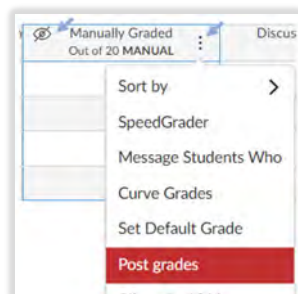 Manually Graded
Out of 20 MANUAL
Discus
Sort by
SpeedGrader
Message Students Who
Curve Grades
Set Default Grade
Post grades